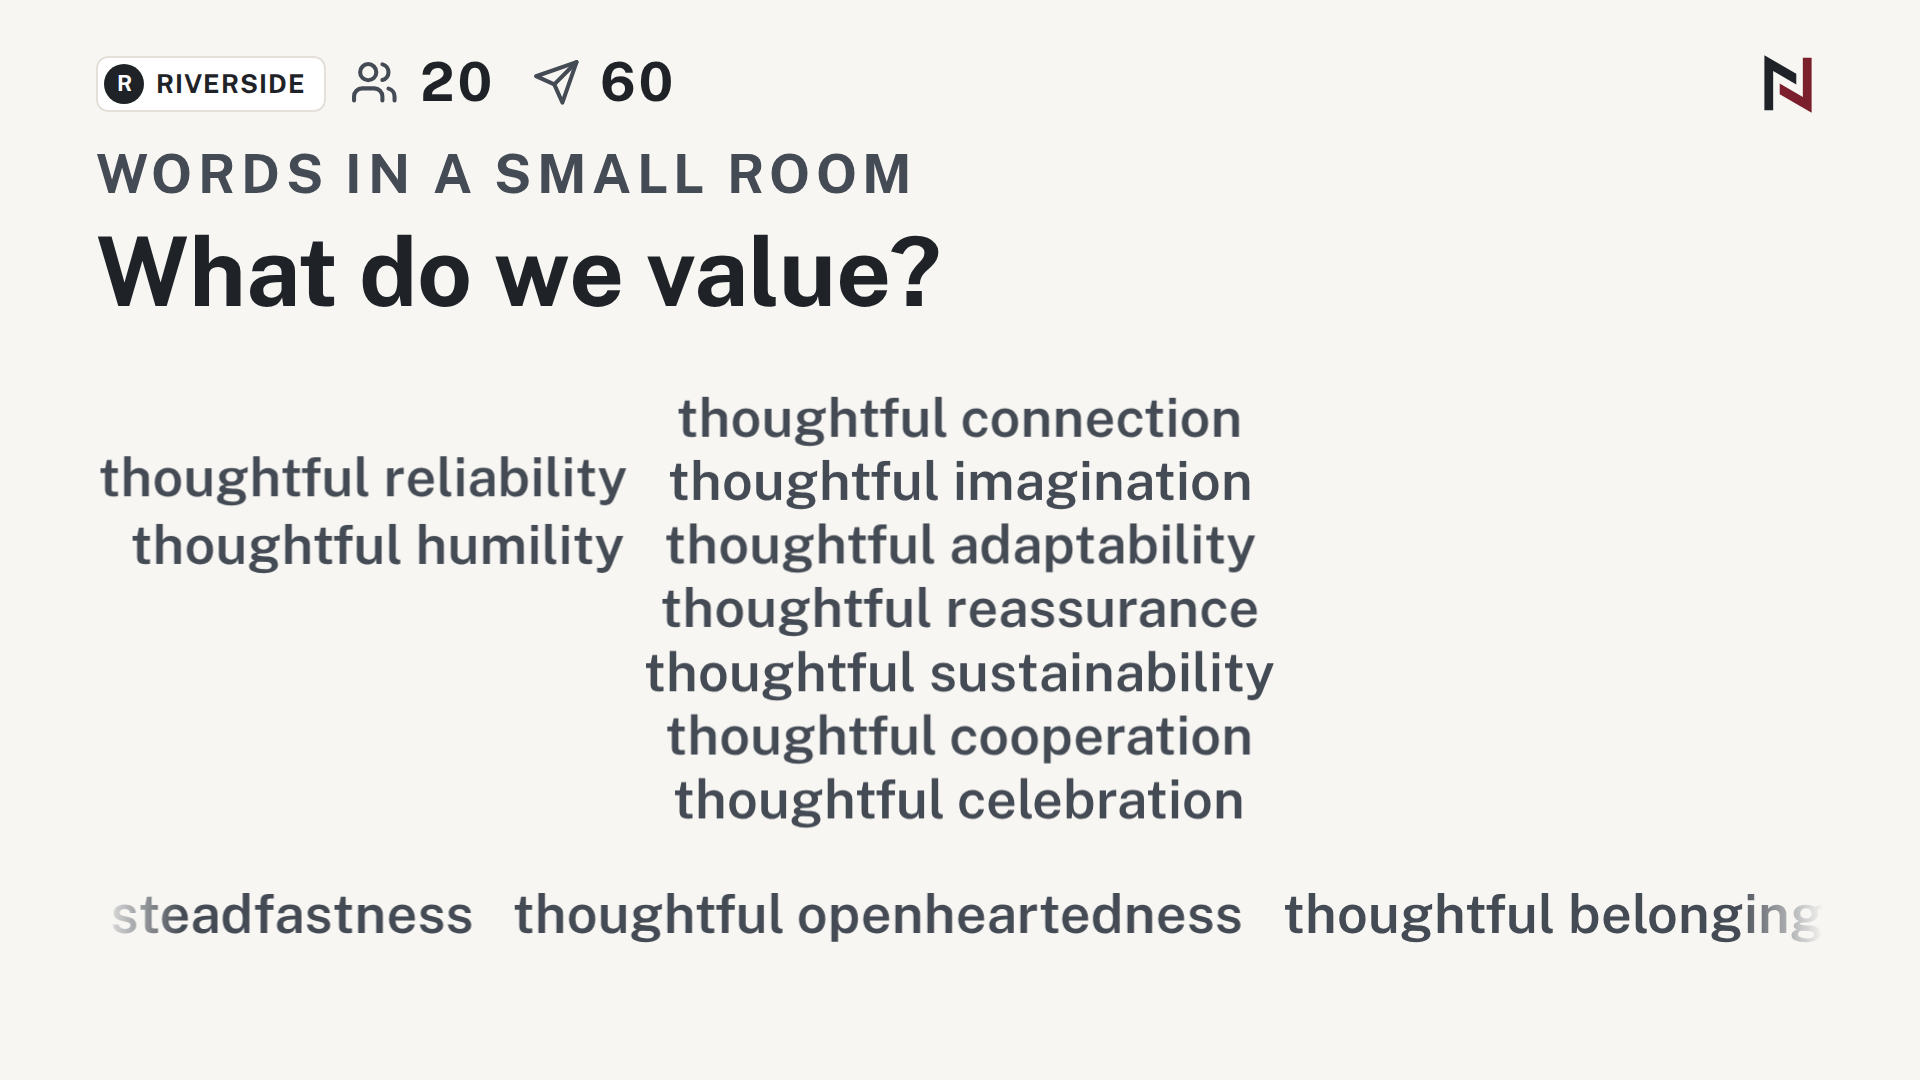 R RIVERSIDE 20 60
WORDS IN A SMALL ROOM
What do we value?
thoughtful connection
thoughtful reliability
thoughtful imagination
thoughtful humility
thoughtful adaptability
thoughtful reassurance
thoughtful sustainability
thoughtful cooperation
thoughtful celebration
steadfastness thoughtful openheartedness thoughtful belonging